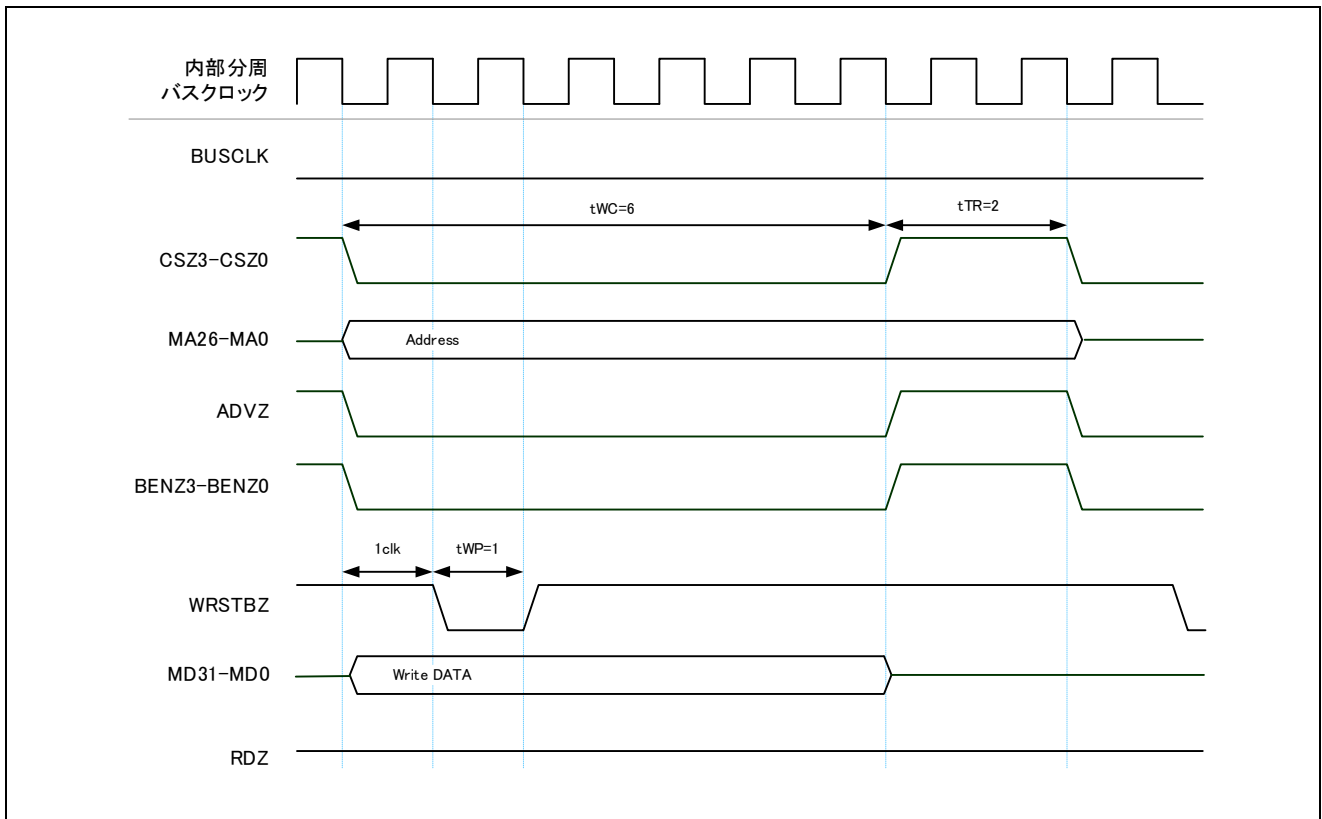 内部分周
バスクロック
BUSCLK
tWC=6
tTR=2
CSZ3-CSZ0
MA26-MA0
Address
ADVZ
BENZ3-BENZ0
1clk
tWP=1
WRSTBZ
MD31-MD0
Write DATA
RDZ